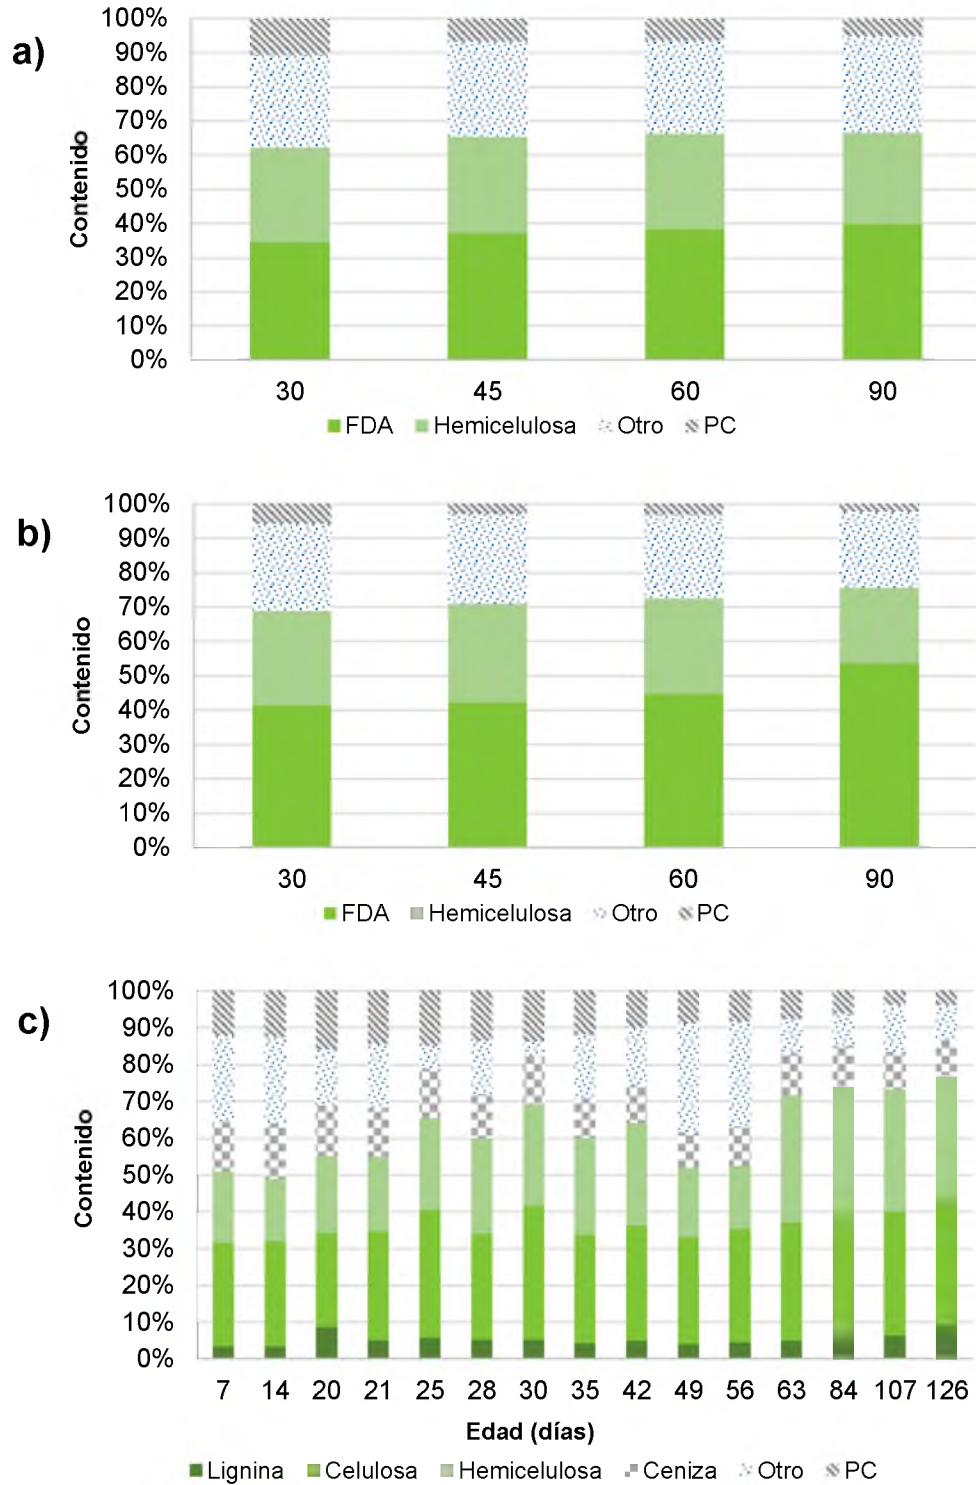 a)
Contenido
100%
90%
80%
70%
60%
50%
40%
30%
20%
10%
0%
30 45 60 90
FDA Hemicelulosa Otro PC
b)
Contenido
100%
90%
80%
70%
60%
50%
40%
30%
20%
10%
0%
30 45 60 90
FDA Hemicelulosa Otro PC
c)
Contenido
100%
90%
80%
70%
60%
50%
40%
30%
20%
10%
0%
7 14 20 21 25 28 30 35 42 49 56 63 84 107 126
Edad (días)
Lignina Celulosa Hemicelulosa Ceniza Otro PC